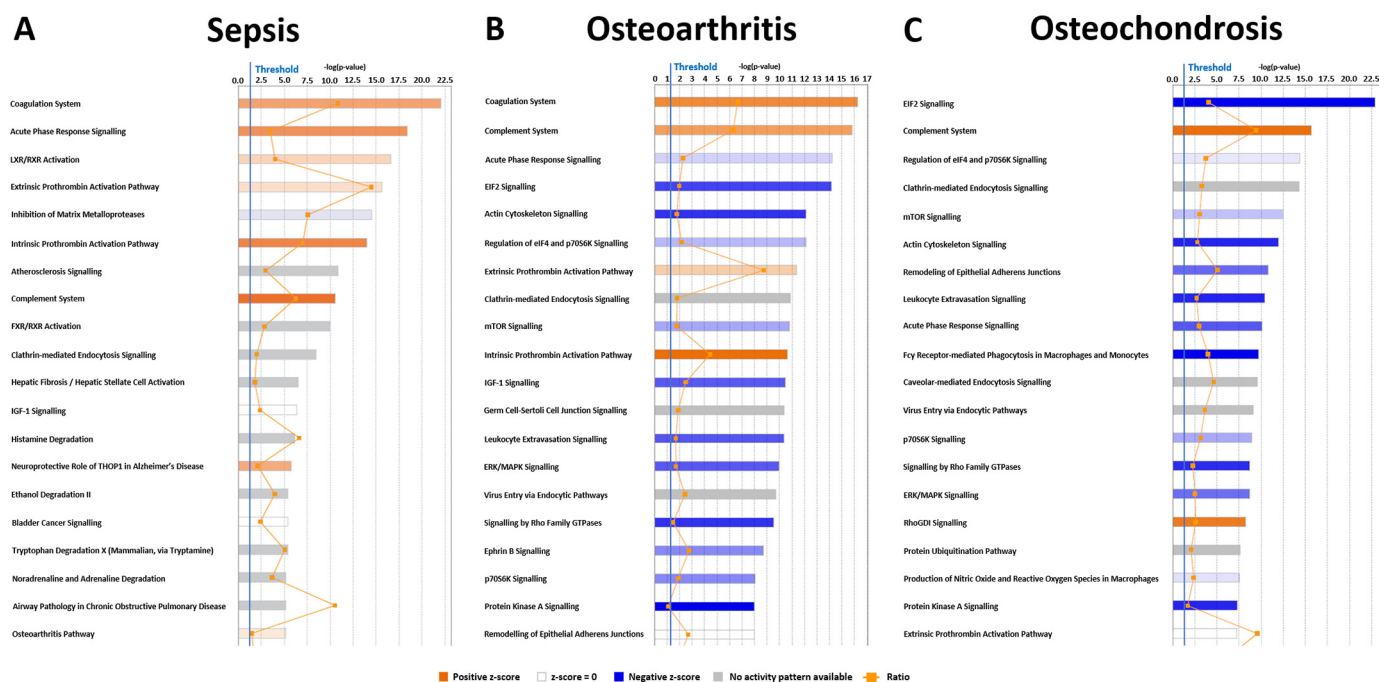 A Sepsis
Threshold -log(p-value)
0.0 2.5 5.0 7.5 10.0 12.5 15.0 17.5 20.0 22.5
Coagulation System
Acute Phase Response Signalling
LXR/RXR Activation
Extrinsic Prothrombin Activation Pathway
Inhibition of Matrix Metalloproteases
Intrinsic Prothrombin Activation Pathway
Atherosclerosis Signalling
Complement System
FXR/RXR Activation
Clathrin-mediated Endocytosis Signalling
Hepatic Fibrosis / Hepatic Stellate Cell Activation
IGF-1 Signalling
Histamine Degradation
Neuroprotective Role of THOP1 in Alzheimer's Disease
Ethanol Degradation II
Bladder Cancer Signalling
Tryptophan Degradation X (Mammalian, via Tryptamine)
Noradrenaline and Adrenaline Degradation
Airway Pathology in Chronic Obstructive Pulmonary Disease
Osteoarthritis Pathway
B Osteoarthritis
Threshold -log(p-value)
0 1 2 3 4 5 6 7 8 9 10 11 12 13 14 15 16 17
Coagulation System
Complement System
Acute Phase Response Signalling
EIF2 Signalling
Actin Cytoskeleton Signalling
Regulation of eIF4 and p70S6K Signalling
Extrinsic Prothrombin Activation Pathway
Clathrin-mediated Endocytosis Signalling
mTOR Signalling
Intrinsic Prothrombin Activation Pathway
IGF-1 Signalling
Germ Cell-Sertoli Cell Junction Signalling
Leukocyte Extravasation Signalling
ERK/MAPK Signalling
Virus Entry via Endocytic Pathways
Signalling by Rho Family GTPases
Ephrin B Signalling
p70S6K Signalling
Protein Kinase A Signalling
Remodelling of Epithelial Adherens Junctions
C Osteochondrosis
Threshold -log(p-value)
0.0 2.5 5.0 7.5 10.0 12.5 15.0 17.5 20.0 22.5
EIF2 Signalling
Complement System
Regulation of eIF4 and p70S6K Signalling
Clathrin-mediated Endocytosis Signalling
mTOR Signalling
Actin Cytoskeleton Signalling
Remodeling of Epithelial Adherens Junctions
Leukocyte Extravasation Signalling
Acute Phase Response Signalling
Fcy Receptor-mediated Phagocytosis in Macrophages and Monocytes
Caveolar-mediated Endocytosis Signalling
Virus Entry via Endocytic Pathways
p70S6K Signalling
Signalling by Rho Family GTPases
ERK/MAPK Signalling
RhoGDI Signalling
Protein Ubiquitination Pathway
Production of Nitric Oxide and Reactive Oxygen Species in Macrophages
Protein Kinase A Signalling
Extrinsic Prothrombin Activation Pathway
Positive z-score z-score = 0 Negative z-score No activity pattern available Ratio